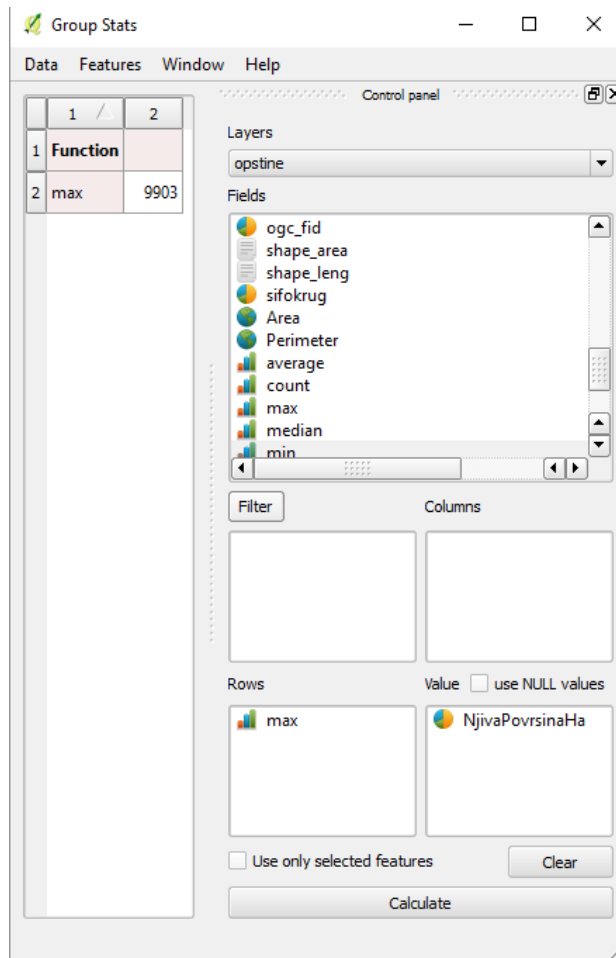 Group Stats
Data Features Window Help
Control panel
1 2
1 Function
2 max 9903
Layers
opstine
Fields
ogc_fid
shape_area
shape_leng
sifokrug
Area
Perimeter
average
count
max
median
min
Filter Columns
Rows Value use NULL values
max NjivaPovrsinaHa
Use only selected features Clear
Calculate